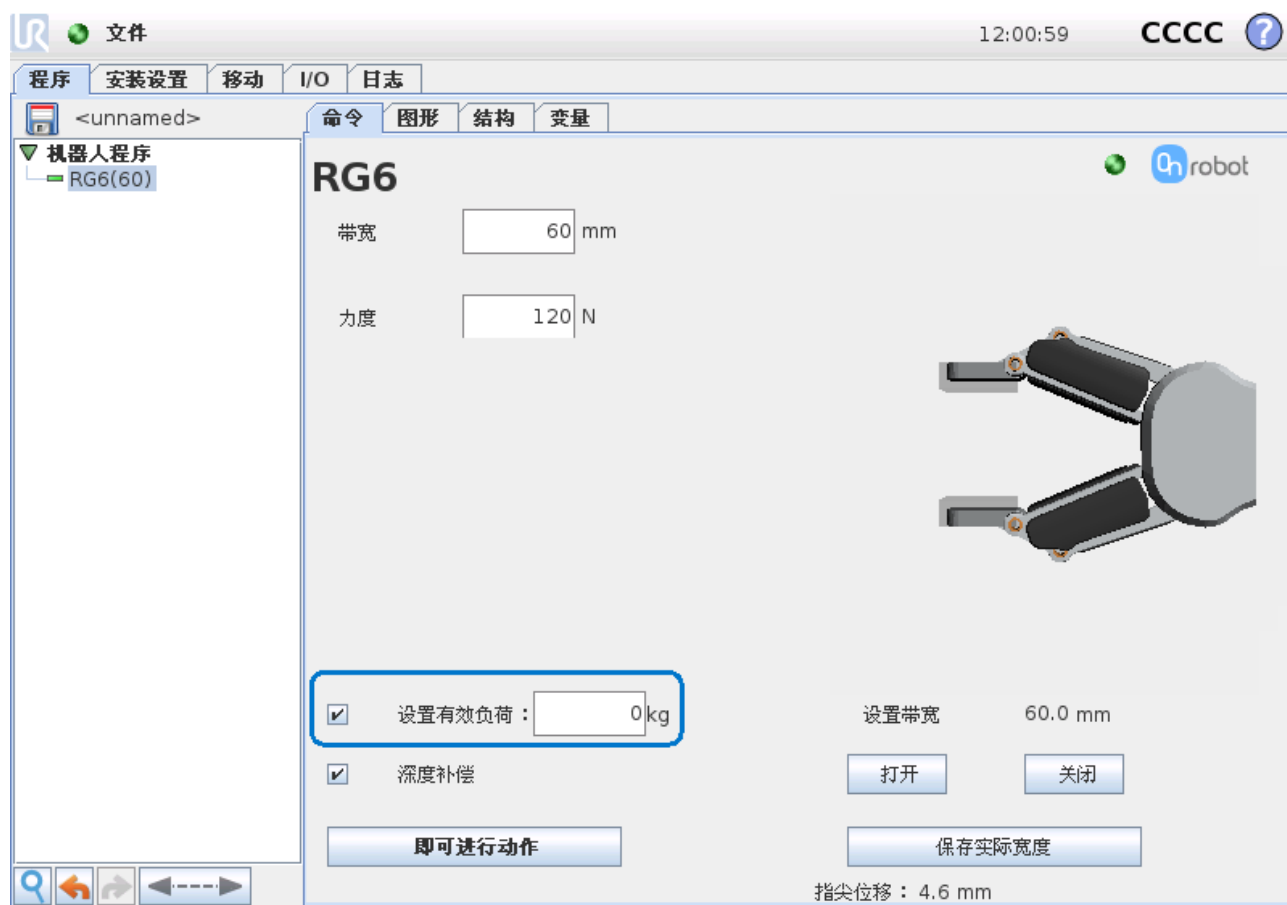 UR 文件 12:00:59 CCCC ?
程序 安装设置 移动 I/O 日志
<unnamed>
命令 图形 结构 变量
机器人程序
RG6(60)
RG6
On robot
带宽 60 mm
力度 120 N
设置有效负荷： 0 kg
设置带宽 60.0 mm
深度补偿
打开 关闭
即可进行动作
保存实际宽度
指尖位移： 4.6 mm